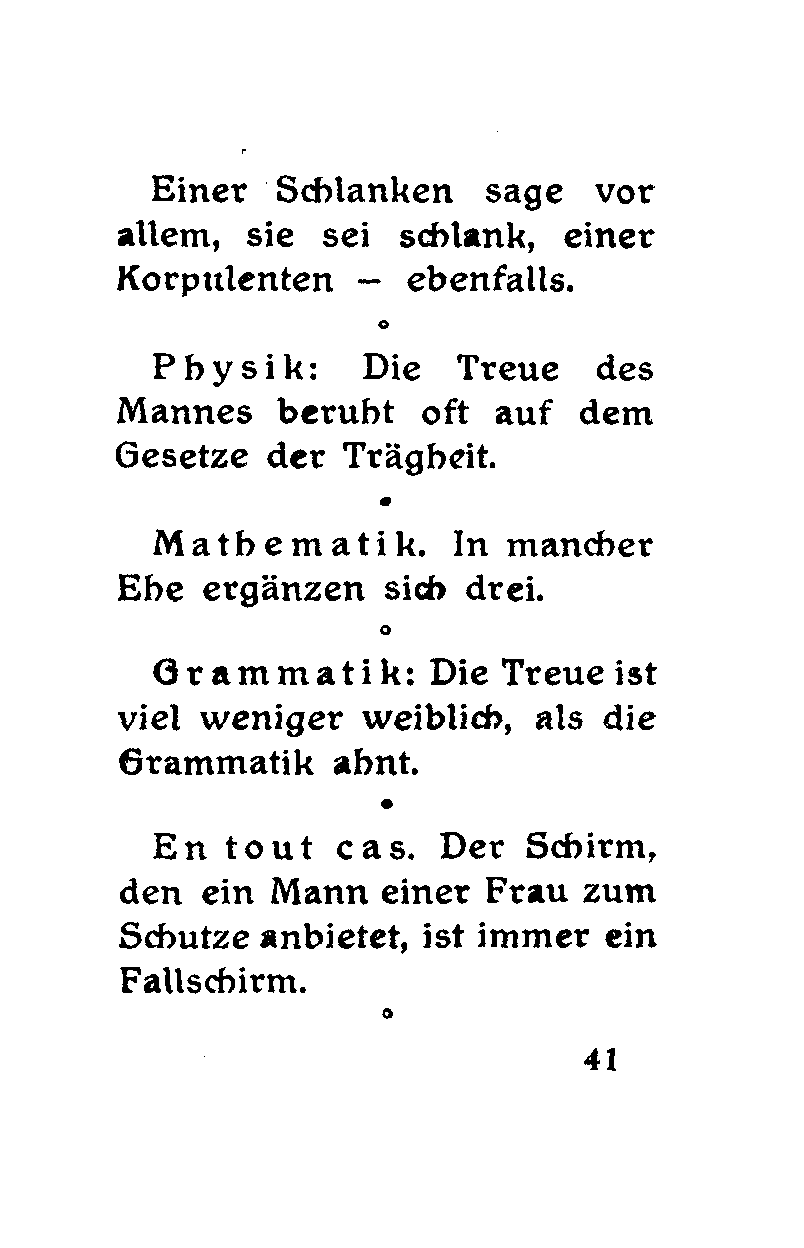 Einer Schlanken sage vor
allem, sie sei schlank, einer
Korpulenten – ebenfalls.
°
Physik: Die Treue des
Mannes beruht oft auf dem
Gesetze der Trägheit.
•
Mathematik. In mancher
Ehe ergänzen sich drei.
°
Grammatik: Die Treue ist
viel weniger weiblich, als die
Grammatik ahnt.
•
En tout cas. Der Schirm,
den ein Mann einer Frau zum
Schutze anbietet, ist immer ein
Fallschirm.
°
41